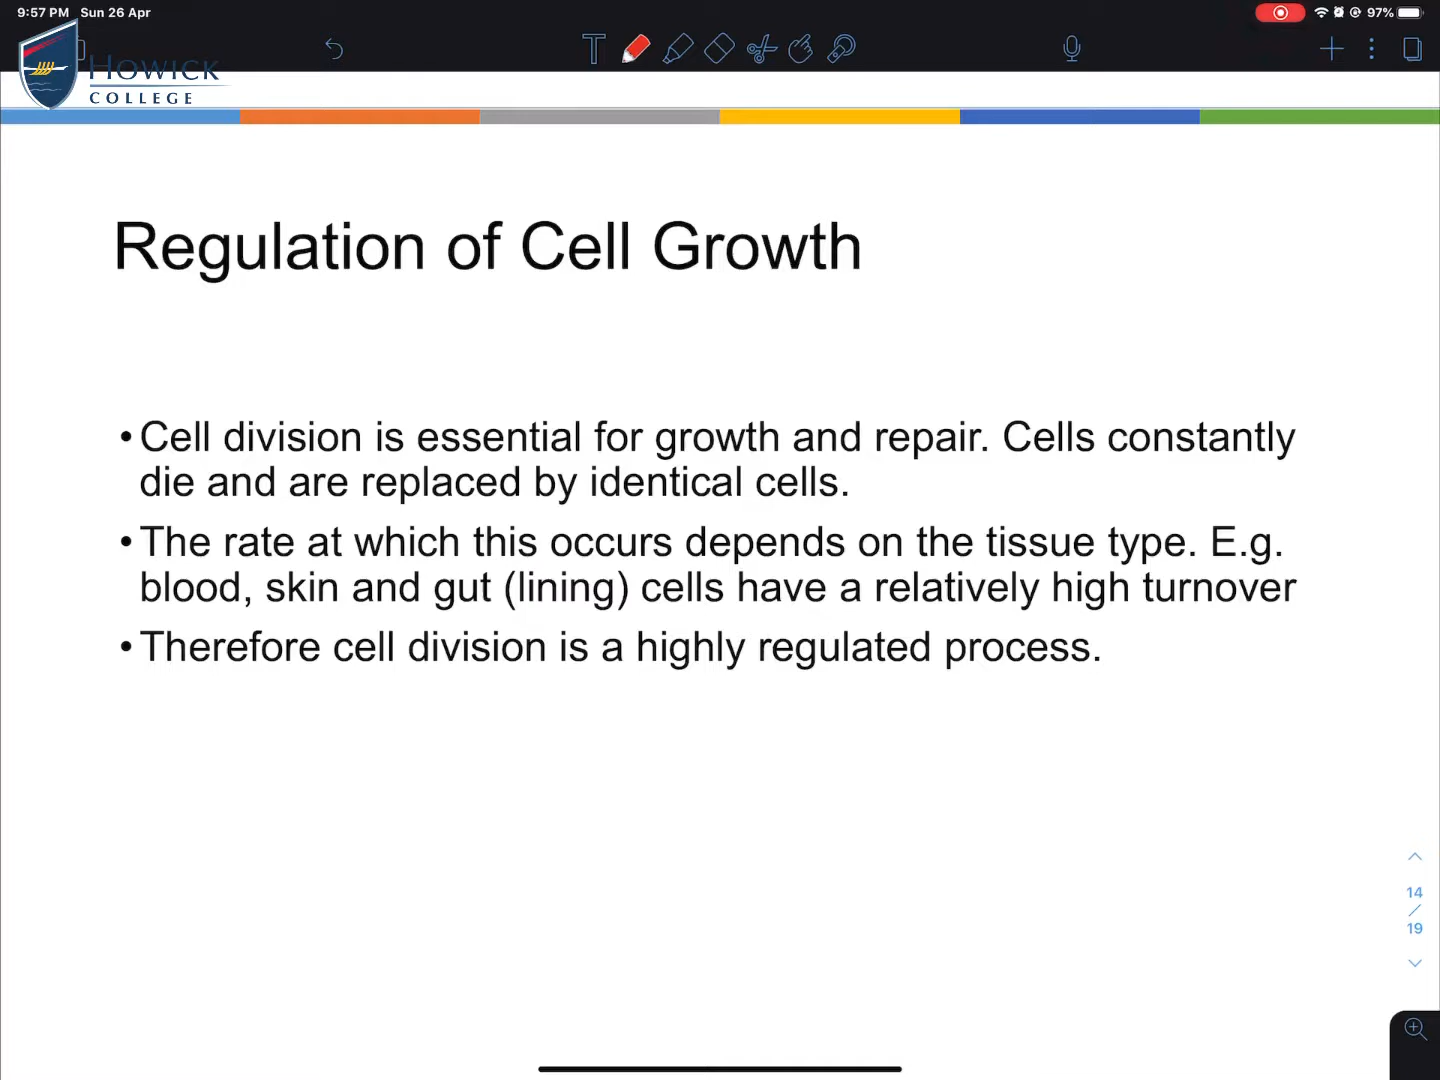 9:57 PM Sun 26 Apr
97%
HOWICK
COLLEGE
Regulation of Cell Growth
•Cell division is essential for growth and repair. Cells constantly
die and are replaced by identical cells.
•The rate at which this occurs depends on the tissue type. E.g.
blood, skin and gut (lining) cells have a relatively high turnover
•Therefore cell division is a highly regulated process.
14
/
19